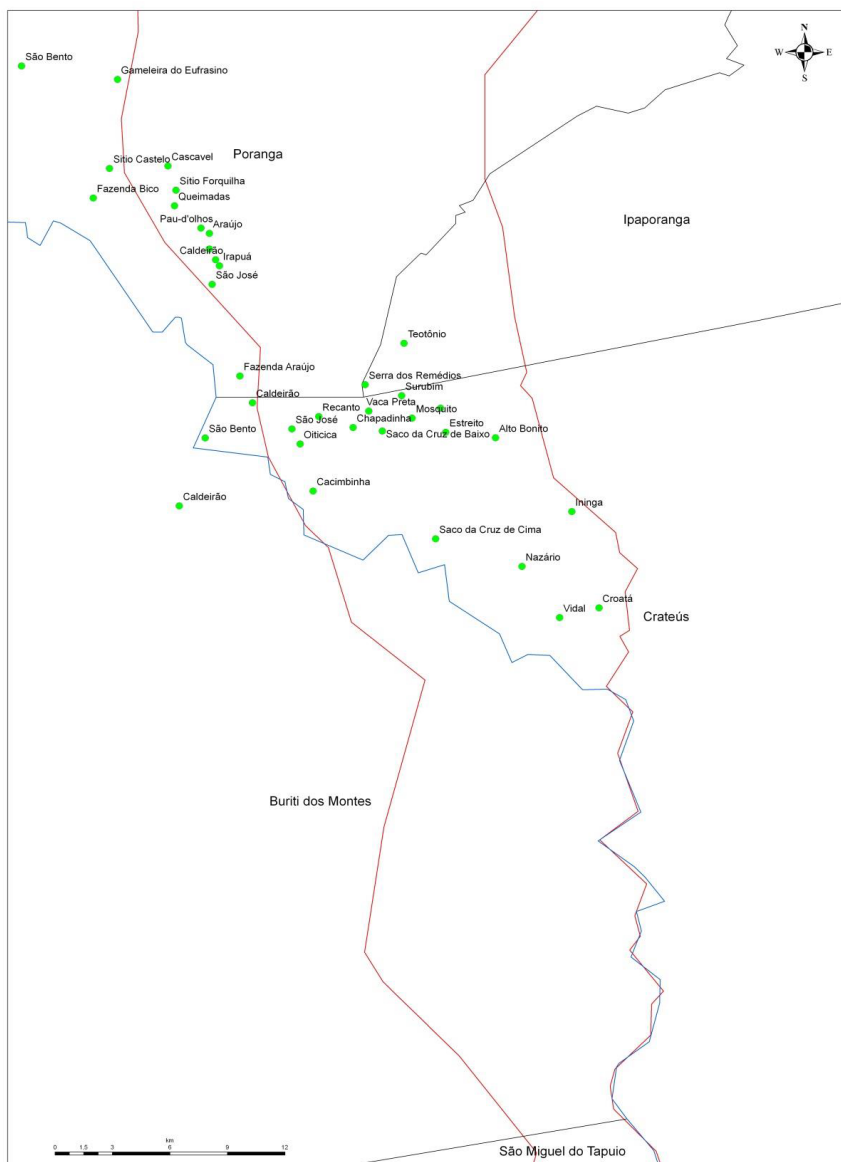 N
W E
S
São Bento
Gameleira do Eufrasino
Poranga
Sítio Castelo
Cascavel
Sítio Forquilha
Fazenda Bico
Queimadas
Ipaporanga
Pau-d'olhos
Araújo
Caldeirão
Irapuá
São José
Teotônio
Fazenda Araújo
Serra dos Remédios
Surubim
Caldeirão
Recanto
Vaca Preta
Mosquito
São José
Chapadinha
Estreito
São Bento
Oiticica
Saco da Cruz de Baixo
Alto Bonito
Cacimbinha
Caldeirão
Ininga
Saco da Cruz de Cima
Nazário
Vidal
Croatá
Crateús
Buriti dos Montes
São Miguel do Tapuio
km
0 1,5 3 6 9 12